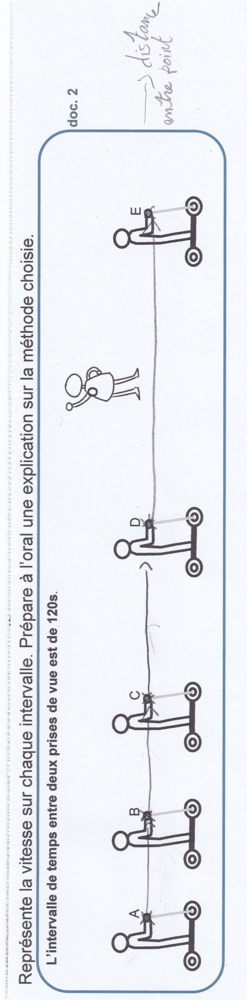 Représente la vitesse sur chaque intervalle. Prépare à l'oral une explication sur la méthode choisie.
L'intervalle de temps entre deux prises de vue est de 120s.
doc. 2
A
B
C
D
E
→ distance
entre point